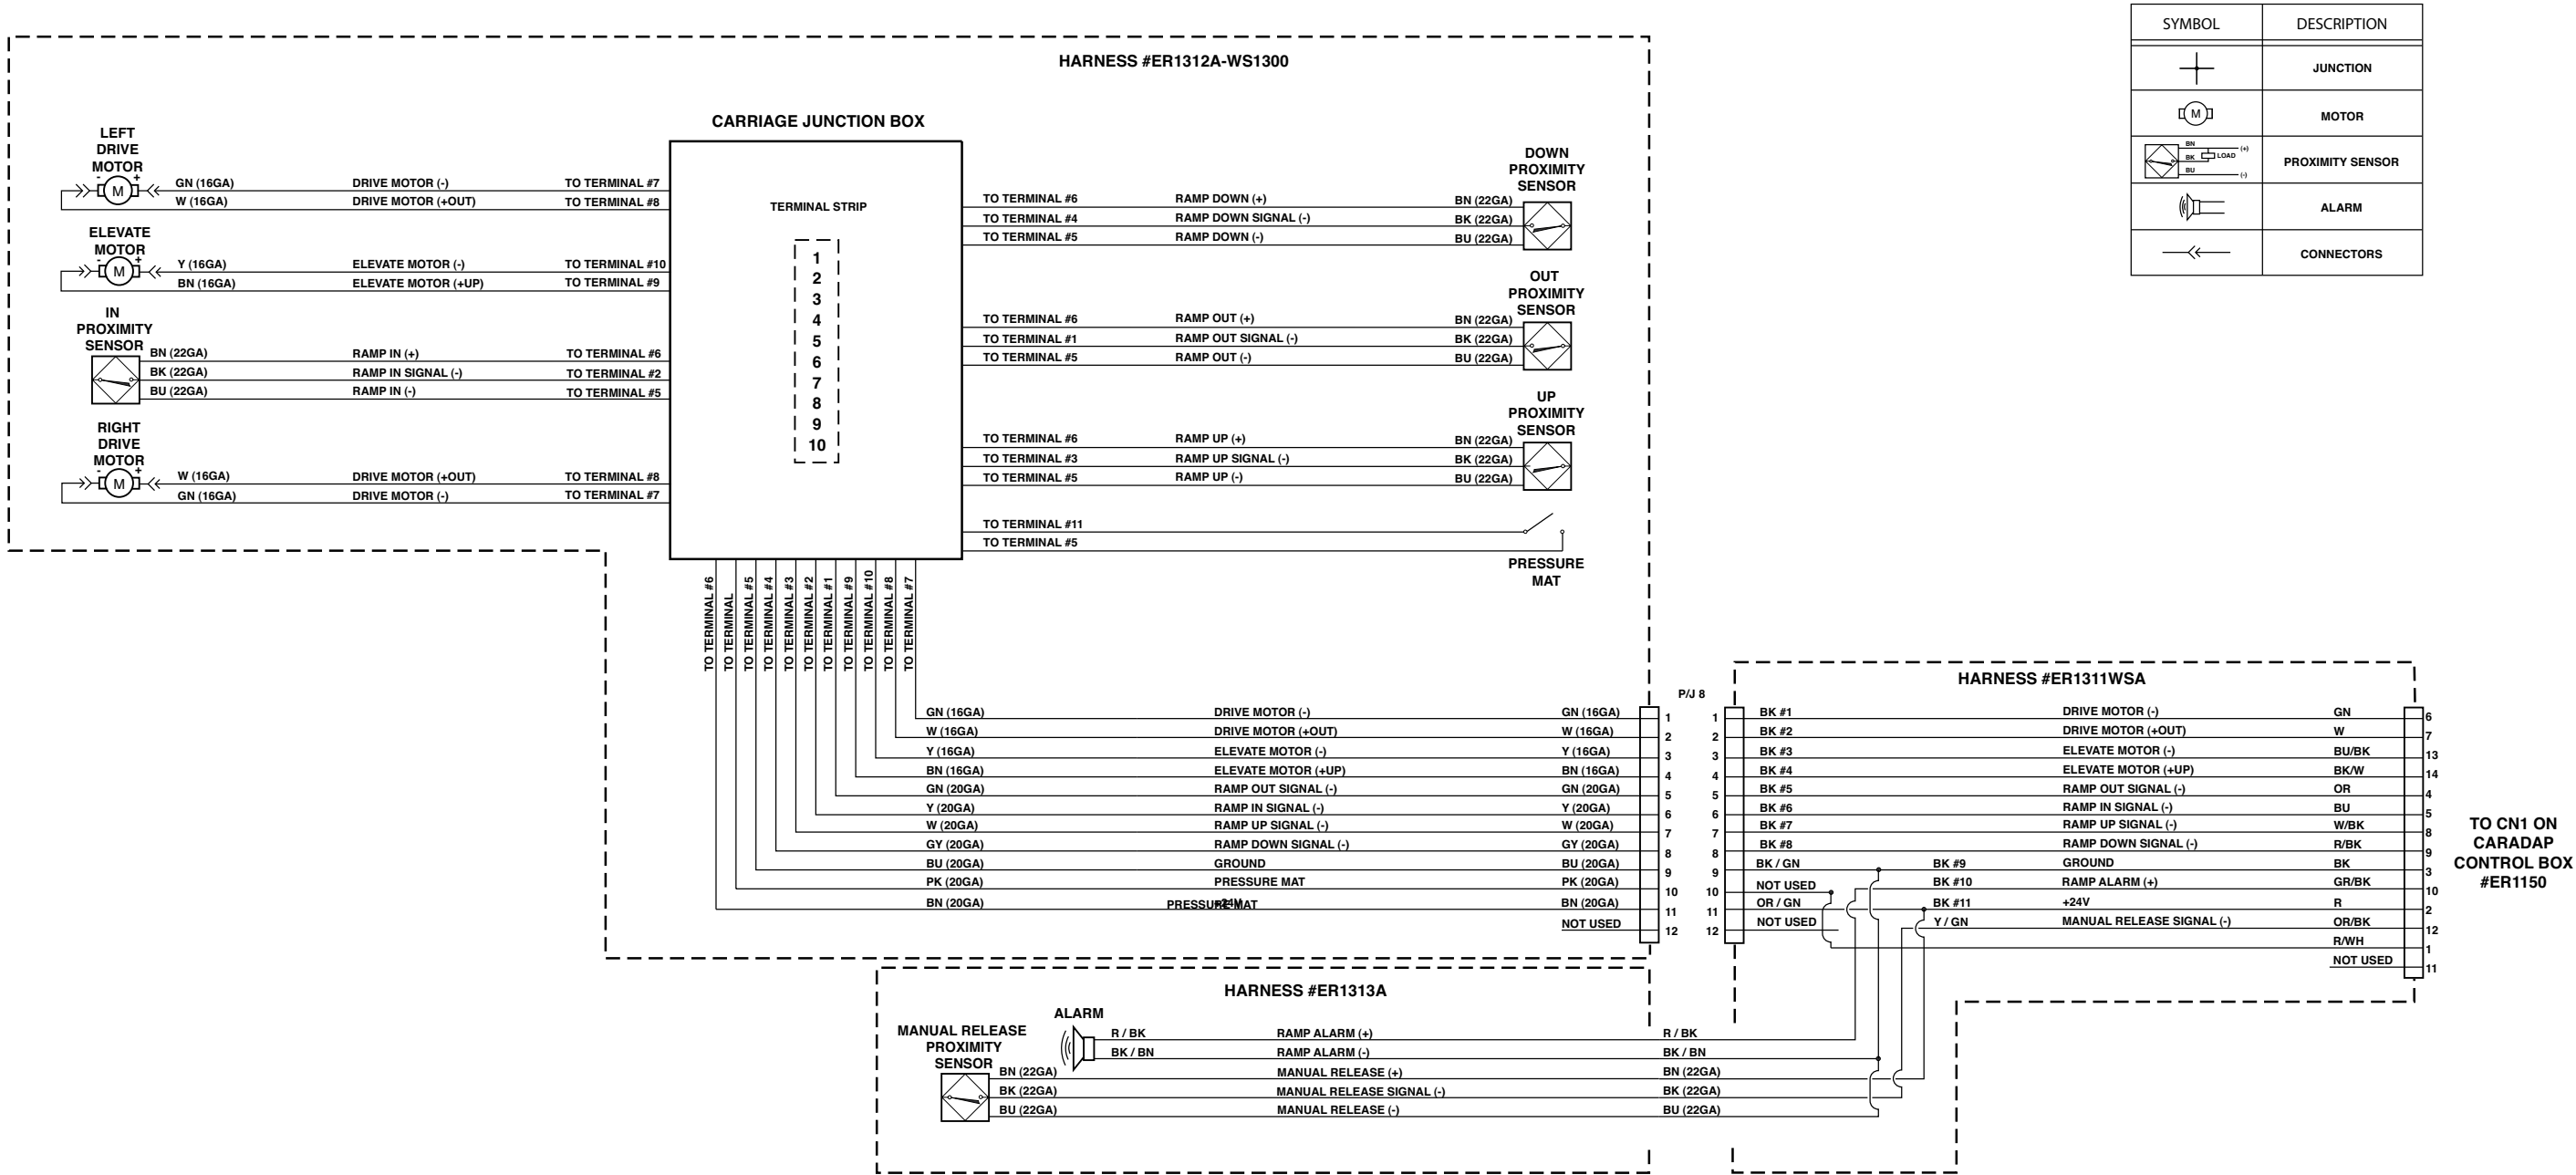 SYMBOL DESCRIPTION
JUNCTION
M MOTOR
BN (+)
BK LOAD
BU (-)
PROXIMITY SENSOR
ALARM
CONNECTORS
HARNESS #ER1312A-WS1300
CARRIAGE JUNCTION BOX
TERMINAL STRIP
1
2
3
4
5
6
7
8
9
10
LEFT
DRIVE
MOTOR
- +
M
GN (16GA) DRIVE MOTOR (-) TO TERMINAL #7
W (16GA) DRIVE MOTOR (+OUT) TO TERMINAL #8
ELEVATE
MOTOR
- +
M
Y (16GA) ELEVATE MOTOR (-) TO TERMINAL #10
BN (16GA) ELEVATE MOTOR (+UP) TO TERMINAL #9
IN
PROXIMITY
SENSOR
BN (22GA) RAMP IN (+) TO TERMINAL #6
BK (22GA) RAMP IN SIGNAL (-) TO TERMINAL #2
BU (22GA) RAMP IN (-) TO TERMINAL #5
RIGHT
DRIVE
MOTOR
- +
M
W (16GA) DRIVE MOTOR (+OUT) TO TERMINAL #8
GN (16GA) DRIVE MOTOR (-) TO TERMINAL #7
DOWN
PROXIMITY
SENSOR
TO TERMINAL #6 RAMP DOWN (+) BN (22GA)
TO TERMINAL #4 RAMP DOWN SIGNAL (-) BK (22GA)
TO TERMINAL #5 RAMP DOWN (-) BU (22GA)
OUT
PROXIMITY
SENSOR
TO TERMINAL #6 RAMP OUT (+) BN (22GA)
TO TERMINAL #1 RAMP OUT SIGNAL (-) BK (22GA)
TO TERMINAL #5 RAMP OUT (-) BU (22GA)
UP
PROXIMITY
SENSOR
TO TERMINAL #6 RAMP UP (+) BN (22GA)
TO TERMINAL #3 RAMP UP SIGNAL (-) BK (22GA)
TO TERMINAL #5 RAMP UP (-) BU (22GA)
TO TERMINAL #11
TO TERMINAL #5
PRESSURE
MAT
TO TERMINAL #6
TO TERMINAL
TO TERMINAL #5
TO TERMINAL #4
TO TERMINAL #3
TO TERMINAL #2
TO TERMINAL #1
TO TERMINAL #9
TO TERMINAL #10
TO TERMINAL #8
TO TERMINAL #7
GN (16GA) DRIVE MOTOR (-) GN (16GA) 1
W (16GA) DRIVE MOTOR (+OUT) W (16GA) 2
Y (16GA) ELEVATE MOTOR (-) Y (16GA) 3
BN (16GA) ELEVATE MOTOR (+UP) BN (16GA) 4
GN (20GA) RAMP OUT SIGNAL (-) GN (20GA) 5
Y (20GA) RAMP IN SIGNAL (-) Y (20GA) 6
W (20GA) RAMP UP SIGNAL (-) W (20GA) 7
GY (20GA) RAMP DOWN SIGNAL (-) GY (20GA) 8
BU (20GA) GROUND BU (20GA) 9
PK (20GA) PRESSURE MAT PK (20GA) 10
BN (20GA) PRESSURE MAT +24V BN (20GA) 11
NOT USED 12
P/J 8
HARNESS #ER1311WSA
1 BK #1 DRIVE MOTOR (-) GN 6
2 BK #2 DRIVE MOTOR (+OUT) W 7
3 BK #3 ELEVATE MOTOR (-) BU/BK 13
4 BK #4 ELEVATE MOTOR (+UP) BK/W 14
5 BK #5 RAMP OUT SIGNAL (-) OR 4
6 BK #6 RAMP IN SIGNAL (-) BU 5
7 BK #7 RAMP UP SIGNAL (-) W/BK 8
8 BK #8 RAMP DOWN SIGNAL (-) R/BK 9
9 BK / GN BK #9 GROUND BK 3
10 NOT USED BK #10 RAMP ALARM (+) GR/BK 10
11 OR / GN BK #11 +24V R 2
12 NOT USED Y / GN MANUAL RELEASE SIGNAL (-) OR/BK 12
R/WH 1
NOT USED 11
TO CN1 ON
CARADAP
CONTROL BOX
#ER1150
HARNESS #ER1313A
ALARM
R / BK RAMP ALARM (+) R / BK
BK / BN RAMP ALARM (-) BK / BN
MANUAL RELEASE
PROXIMITY
SENSOR
BN (22GA) MANUAL RELEASE (+) BN (22GA)
BK (22GA) MANUAL RELEASE SIGNAL (-) BK (22GA)
BU (22GA) MANUAL RELEASE (-) BU (22GA)